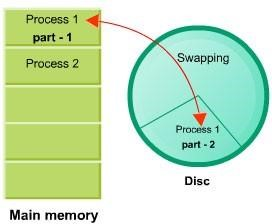 Process 1
part - 1
Process 2
Swapping
Process 1
part - 2
Disc
Main memory